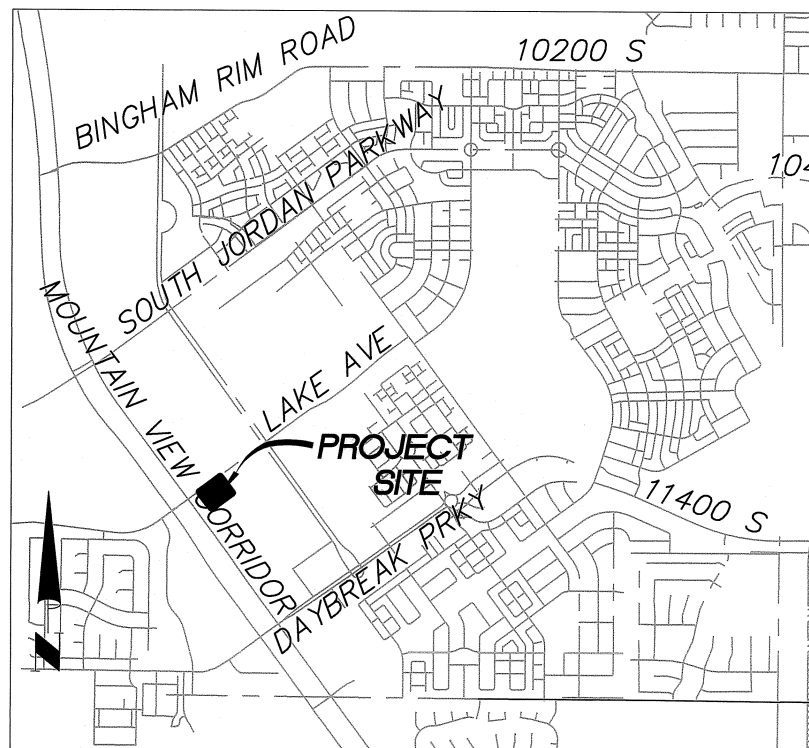 BINGHAM RIM ROAD
10200 S
SOUTH JORDAN PARKWAY
MOUNTAIN VIEW CORRIDOR
LAKE AVE
PROJECT
SITE
11400 S
DAYBREAK PRKY